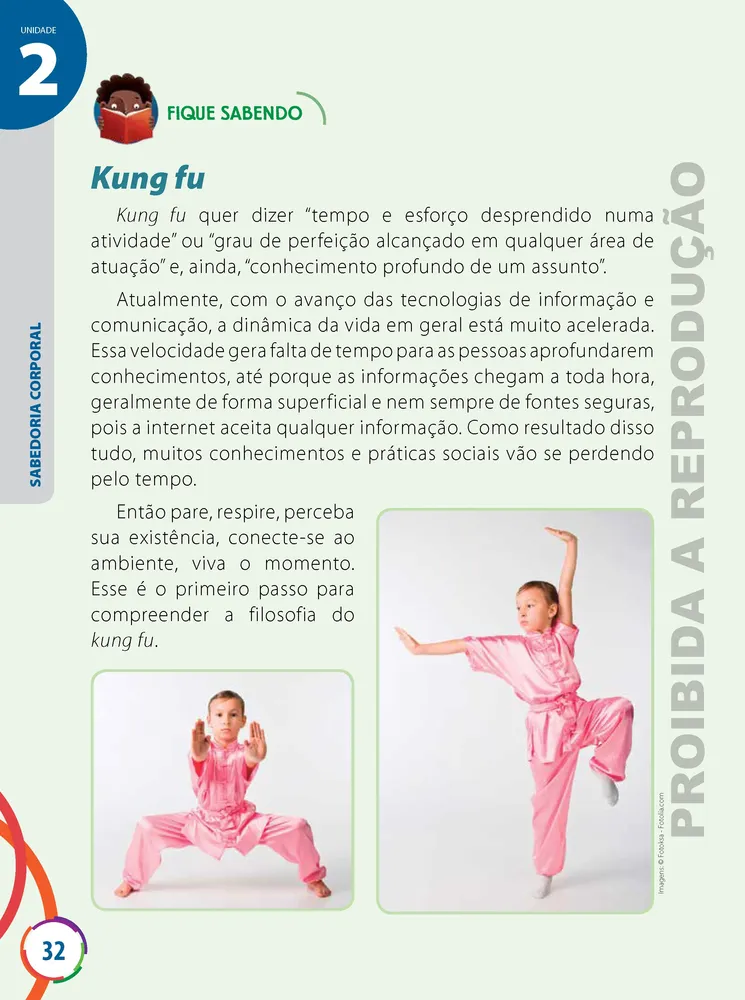 UNIDADE
2
FIQUE SABENDO
Kung fu
Kung fu quer dizer “tempo e esforço desprendido numa
atividade” ou “grau de perfeição alcançado em qualquer área de
atuação” e, ainda, “conhecimento profundo de um assunto”.
Atualmente, com o avanço das tecnologias de informação e
comunicação, a dinâmica da vida em geral está muito acelerada.
Essa velocidade gera falta de tempo para as pessoas aprofundarem
conhecimentos, até porque as informações chegam a toda hora,
geralmente de forma superficial e nem sempre de fontes seguras,
pois a internet aceita qualquer informação. Como resultado disso
tudo, muitos conhecimentos e práticas sociais vão se perdendo
pelo tempo.
Então pare, respire, perceba
sua existência, conecte-se ao
ambiente, viva o momento.
Esse é o primeiro passo para
compreender a filosofia do
kung fu.
SABEDORIA CORPORAL
PROIBIDA A REPRODUÇÃO
Imagens: © Fotoksa - Fotolia.com
32